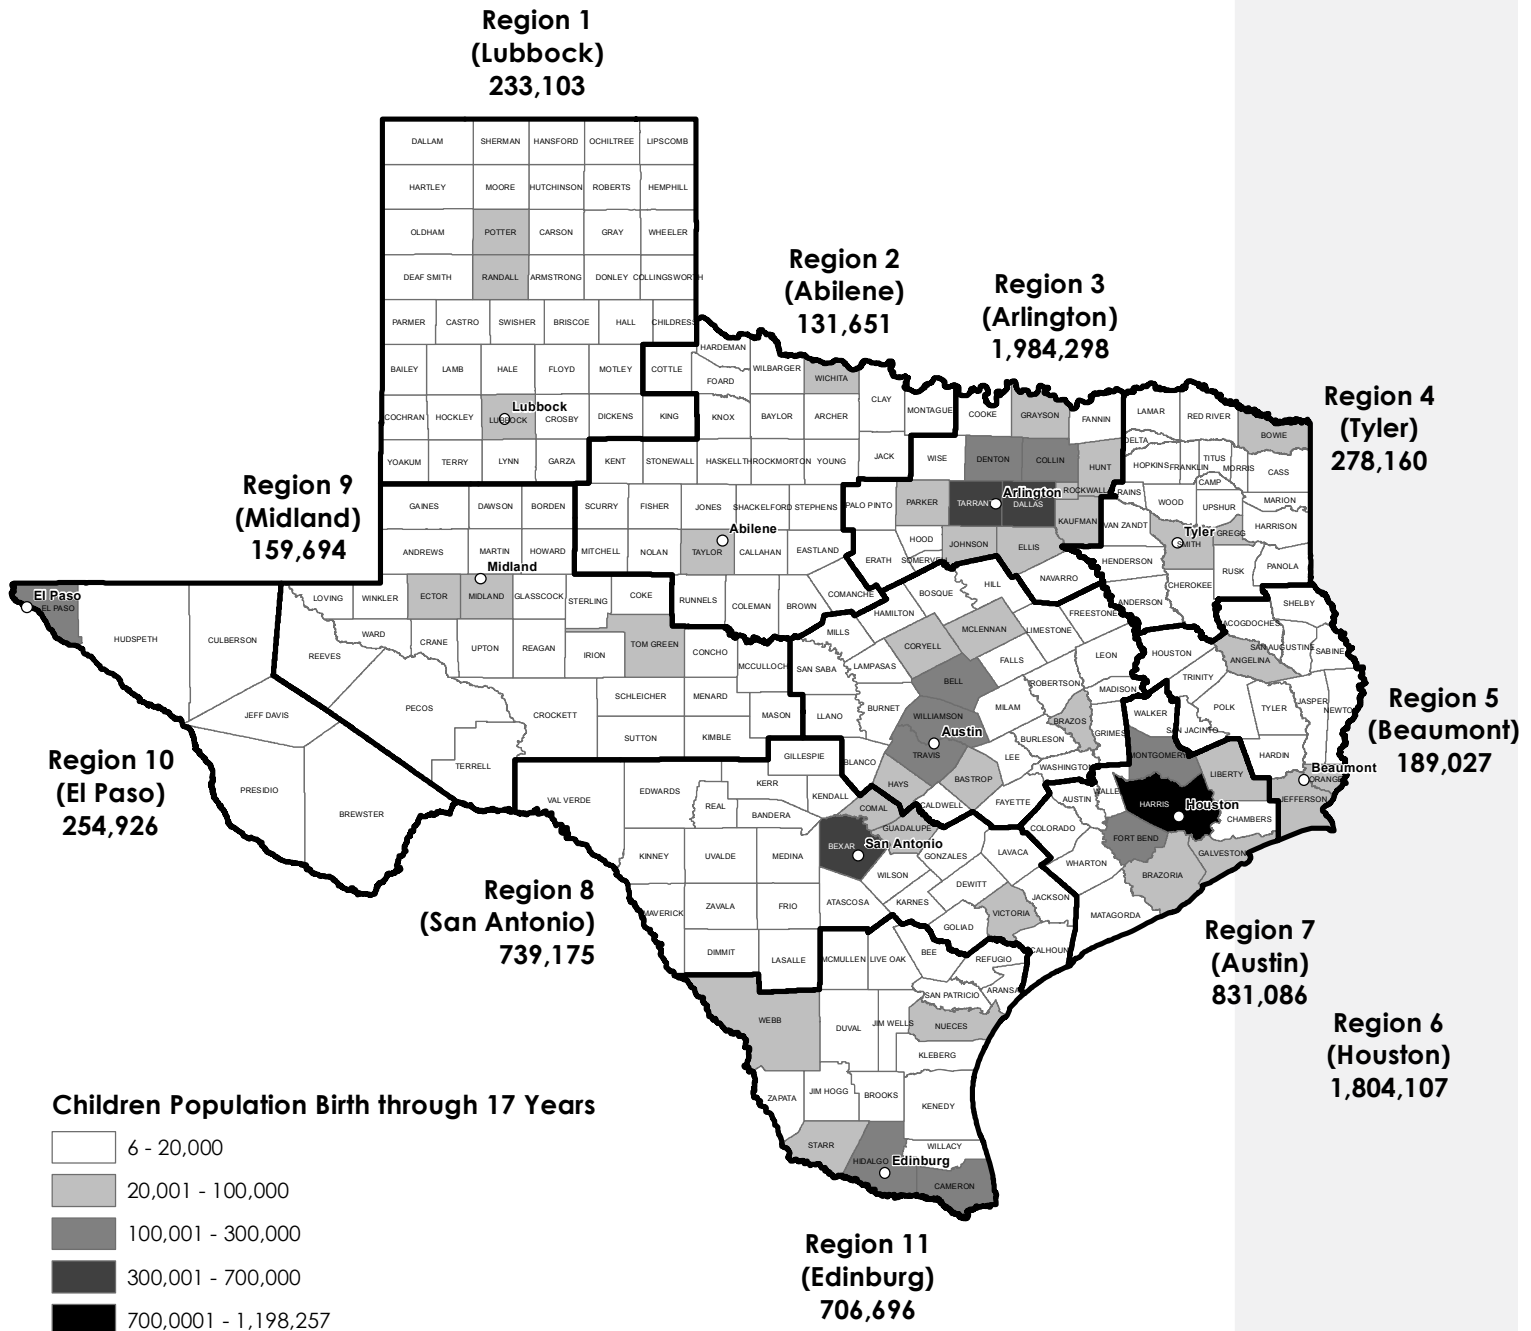 Region 1
(Lubbock)
233,103
Region 2
(Abilene)
131,651
Region 3
(Arlington)
1,984,298
Region 4
(Tyler)
278,160
Region 9
(Midland)
159,694
Region 5
(Beaumont)
189,027
Region 10
(El Paso)
254,926
Region 8
(San Antonio)
739,175
Region 7
(Austin)
831,086
Region 6
(Houston)
1,804,107
Region 11
(Edinburg)
706,696
DALLAM SHERMAN HANSFORD OCHILTREE LIPSCOMB
HARTLEY MOORE HUTCHINSON ROBERTS HEMPHILL
OLDHAM POTTER CARSON GRAY WHEELER
DEAF SMITH RANDALL ARMSTRONG DONLEY COLLINGSWORTH
PARMER CASTRO SWISHER BRISCOE HALL CHILDRESS
BAILEY LAMB HALE FLOYD MOTLEY COTTLE
HARDEMAN FOARD WILBARGER WICHITA
COCHRAN HOCKLEY LUBBOCK Lubbock CROSBY DICKENS KING KNOX BAYLOR ARCHER CLAY MONTAGUE COOKE GRAYSON FANNIN LAMAR RED RIVER BOWIE
YOAKUM TERRY LYNN GARZA KENT STONEWALL HASKELL THROCKMORTON YOUNG JACK WISE DENTON COLLIN HUNT DELTA HOPKINS FRANKLIN TITUS CAMP MORRIS CASS
GAINES DAWSON BORDEN SCURRY FISHER JONES SHACKELFORD STEPHENS PALO PINTO PARKER TARRANT Arlington DALLAS ROCKWALL KAUFMAN RAINS WOOD UPSHUR MARION
ANDREWS MARTIN HOWARD MITCHELL NOLAN TAYLOR Abilene CALLAHAN EASTLAND ERATH HOOD SOMERVELL JOHNSON ELLIS VAN ZANDT Tyler SMITH GREGG HARRISON
Midland
HENDERSON RUSK PANOLA CHEROKEE
El Paso
EL PASO HUDSPETH CULBERSON
LOVING WINKLER ECTOR MIDLAND GLASSCOCK STERLING COKE RUNNELS COLEMAN BROWN COMANCHE HAMILTON BOSQUE HILL NAVARRO FREESTONE ANDERSON
REEVES WARD CRANE UPTON REAGAN IRION TOM GREEN CONCHO MCCULLOCH
MILLS SAN SABA LAMPASAS CORYELL MCLENNAN LIMESTONE FALLS LEON HOUSTON
ACOGDOCHES SHELBY SAN AUGUSTINE SABINE ANGELINA TRINITY
JEFF DAVIS PECOS CROCKETT SCHLEICHER MENARD MASON
LLANO BURNET BELL MILAM ROBERTSON MADISON BRAZOS GRIMES WALKER SAN JACINTO POLK TYLER JASPER NEWTO
SUTTON KIMBLE GILLESPIE BLANCO WILLIAMSON Austin TRAVIS BURLESON LEE WASHINGTON MONTGOMERY LIBERTY HARDIN Beaumont ORANGE JEFFERSON
PRESIDIO BREWSTER TERRELL
VAL VERDE EDWARDS REAL KERR BANDERA KENDALL HAYS BASTROP CALDWELL FAYETTE AUSTIN WALLE HARRIS Houston CHAMBERS
COMAL GUADALUPE COLORADO FORT BEND GALVESTON
KINNEY UVALDE MEDINA BEXAR San Antonio GONZALES LAVACA WHARTON BRAZORIA
WILSON DEWITT JACKSON MATAGORDA
MAVERICK ZAVALA FRIO ATASCOSA KARNES VICTORIA GOLIAD CALHOUN
DIMMIT LASALLE MCMULLEN LIVE OAK BEE REFUGIO
SAN PATRICIO ARANSA
WEBB DUVAL JIM WELLS NUECES
KLEBERG
ZAPATA JIM HOGG BROOKS KENEDY
STARR HIDALGO Edinburg WILLACY
CAMERON
Children Population Birth through 17 Years
6 - 20,000
20,001 - 100,000
100,001 - 300,000
300,001 - 700,000
700,0001 - 1,198,257